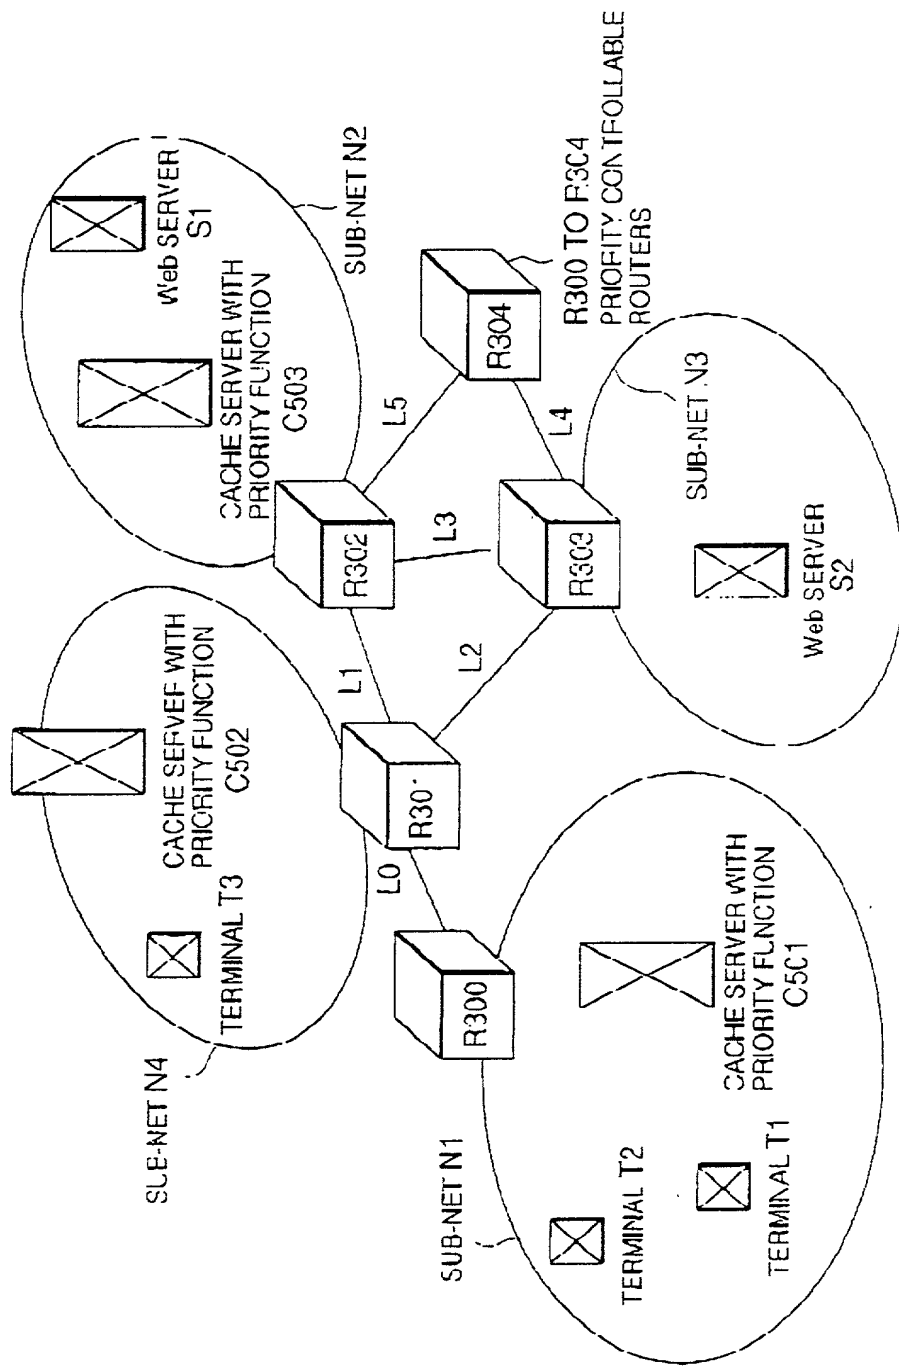 SUB-NET N4
TERMINAL T3
CACHE SERVER WITH
PRIORITY FUNCTION
C502
Web SERVER
S1
CACHE SERVER WITH
PRIORITY FUNCTION
C503
SUB-NET N2
R300
L0
R301
L1
R302
L5
R304
R300 TO R304
PRIORITY CONTROLLABLE
ROUTERS
L2
L3
L4
R303
SUB-NET N1
TERMINAL T2
TERMINAL T1
CACHE SERVER WITH
PRIORITY FUNCTION
C501
SUB-NET N3
Web SERVER
S2